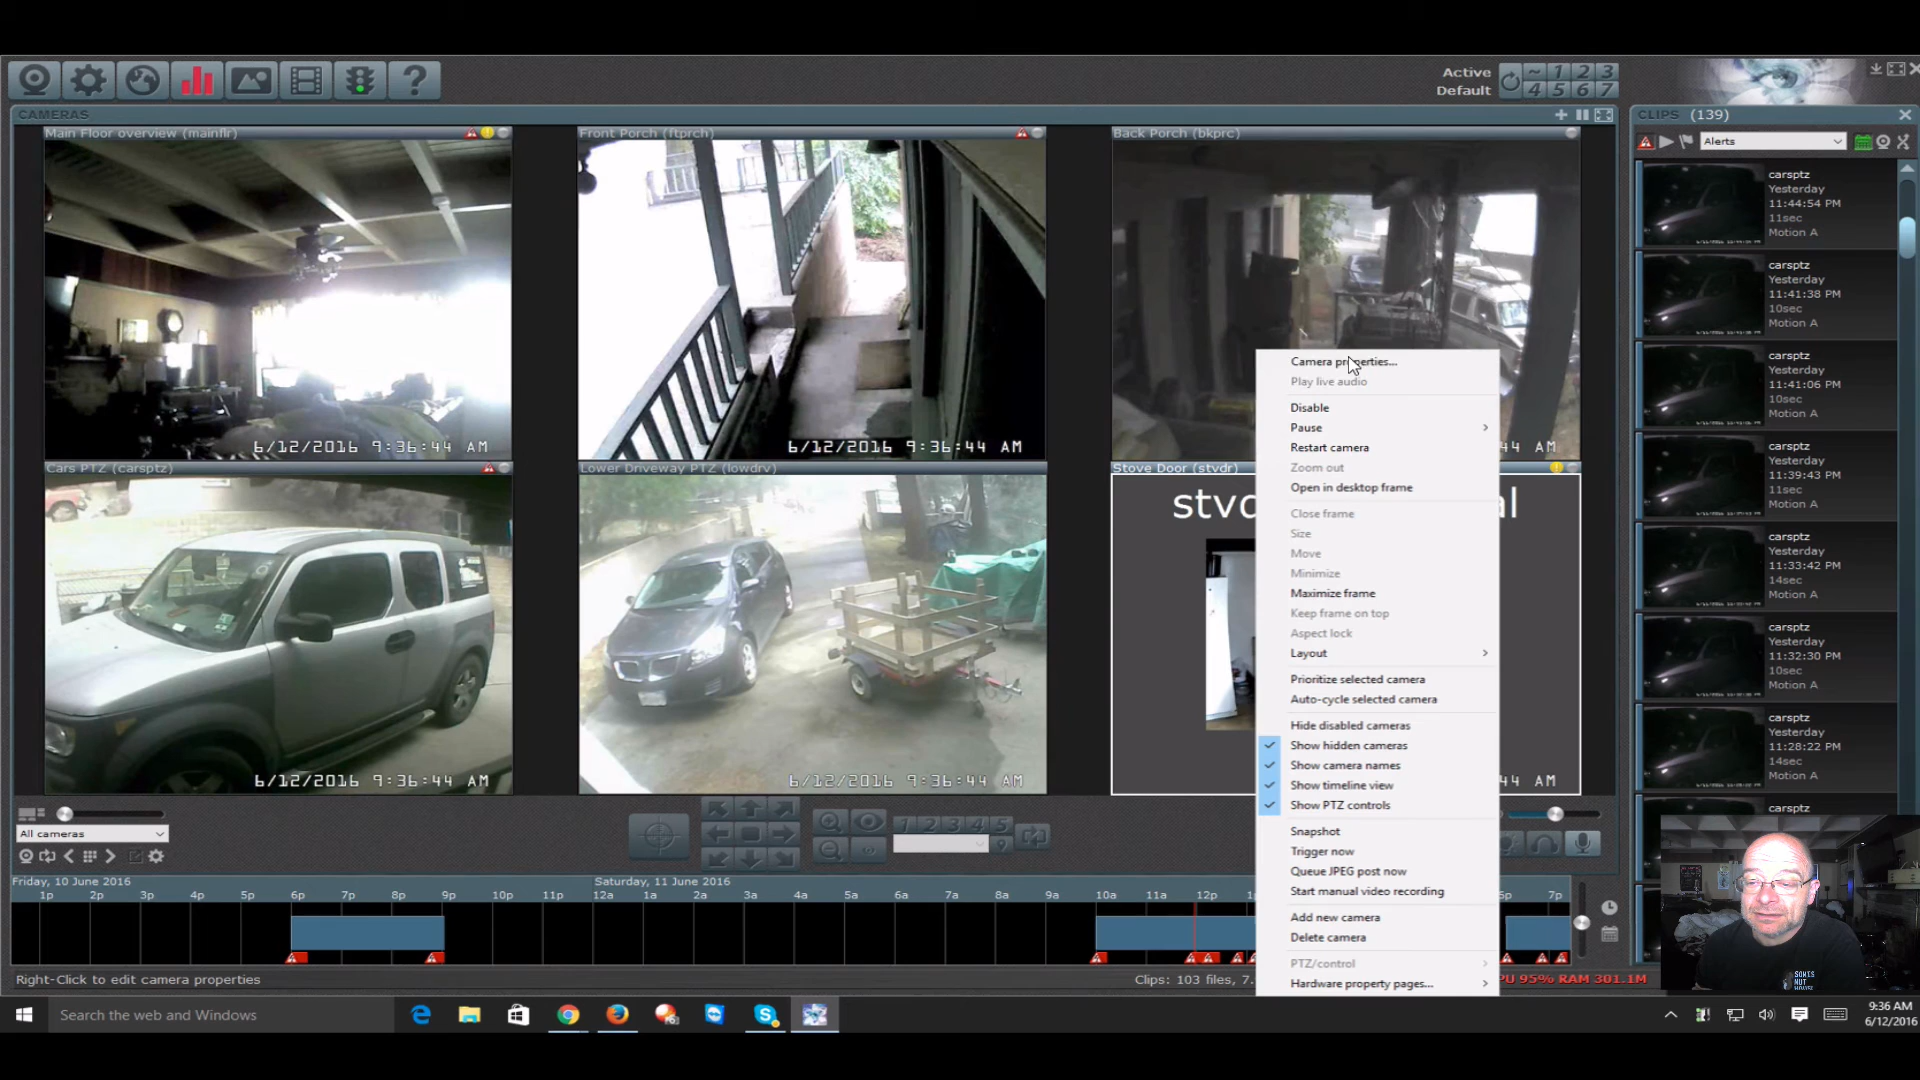 Active
Default
~ 1 2 3
4 5 6 7
CAMERAS
CLIPS (139)
Main Floor overview (mainflr)
Front Porch (ftprch)
Back Porch (bkprc)
Alerts
6/12/2016 9:36:44 AM
6/12/2016 9:36:44 AM
AM
Cars PTZ (carsptz)
Lower Driveway PTZ (lowdrv)
Stove Door (stvdr)
6/12/2016 9:36:44 AM
6/12/2016 9:36:44 AM
AM
Camera properties...
Play live audio
Disable
Pause
Restart camera
Zoom out
Open in desktop frame
Close frame
Size
Move
Minimize
Maximize frame
Keep frame on top
Aspect lock
Layout
Prioritize selected camera
Auto-cycle selected camera
Hide disabled cameras
Show hidden cameras
Show camera names
Show timeline view
Show PTZ controls
Snapshot
Trigger now
Queue JPEG post now
Start manual video recording
Add new camera
Delete camera
PTZ/control
Hardware property pages...
carsptz
Yesterday
11:44:54 PM
11sec
Motion A
carsptz
Yesterday
11:41:38 PM
10sec
Motion A
carsptz
Yesterday
11:41:06 PM
10sec
Motion A
carsptz
Yesterday
11:39:43 PM
11sec
Motion A
carsptz
Yesterday
11:33:42 PM
14sec
Motion A
carsptz
Yesterday
11:32:30 PM
10sec
Motion A
carsptz
Yesterday
11:28:22 PM
14sec
Motion A
carsptz
All cameras
1 2 3 4 5
Friday, 10 June 2016
Saturday, 11 June 2016
1p 2p 3p 4p 5p 6p 7p 8p 9p 10p 11p 12a 1a 2a 3a 4a 5a 6a 7a 8a 9a 10a 11a 12p
7p
Right-Click to edit camera properties
Clips: 103 files, 7.
PU 95% RAM 301.1M
Search the web and Windows
9:36 AM
6/12/2016